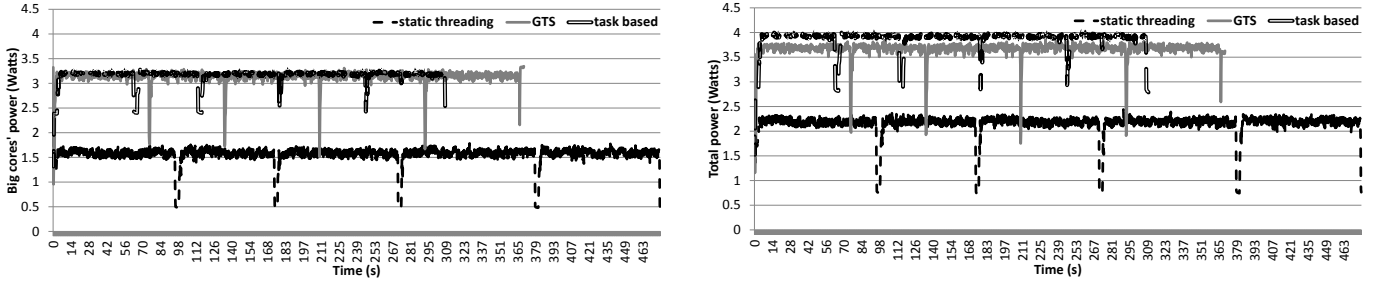 4.5
static threading GTS task based
4
3.5
3
2.5
2
1.5
1
0.5
0
Big cores' power (Watts)
0 14 28 42 56 70 84 98 112 126 140 154 168 183 197 211 225 239 253 267 281 295 309 323 337 351 365 379 393 407 421 435 449 463
Time (s)
4.5
static threading GTS task based
4
3.5
3
2.5
2
1.5
1
0.5
0
Total power (Watts)
0 14 28 42 56 70 84 98 112 126 140 154 168 183 197 211 225 239 253 267 281 295 309 323 337 351 365 379 393 407 421 435 449 463
Time (s)